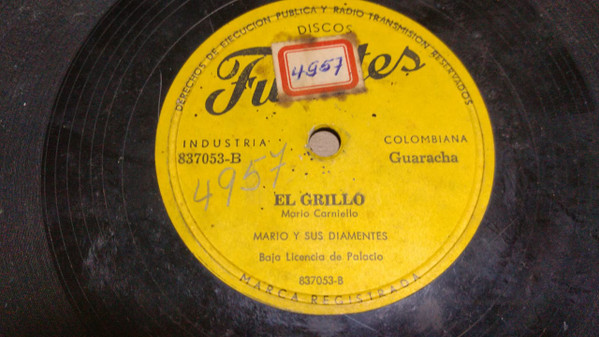 DERECHOS DE EJECUCION PUBLICA Y RADIO TRANSMISION RESERVADOS
DISCOS
Fuentes
4957
INDUSTRIA COLOMBIANA
837053-B Guaracha
4957
EL GRILLO
Mario Carniello
MARIO Y SUS DIAMENTES
Baja Licencia de Palacio
837053-B
MARCA REGISTRADA